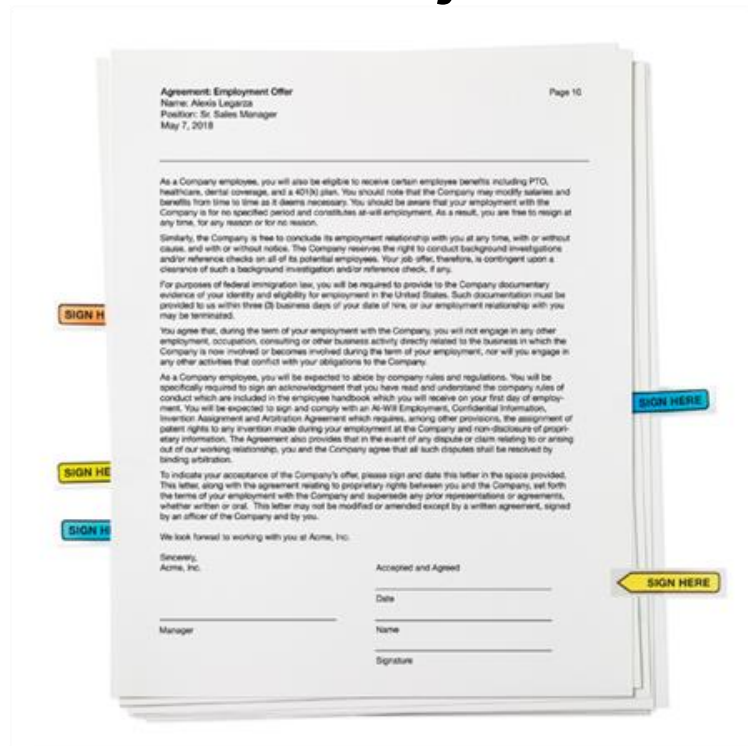 Agreement: Employment Offer
Page 10
Name: Alexis Legarza
Position: Sr. Sales Manager
May 7, 2018
As a Company employee, you will also be eligible to receive certain employee benefits including PTO,
healthcare, dental coverage, and a 401(k) plan. You should note that the Company may modify salaries and
benefits from time to time as it deems necessary. You should be aware that your employment with the
Company is for no specified period and constitutes at-will employment. As a result, you are free to resign at
any time, for any reason or for no reason.
Similarly, the Company is free to conclude its employment relationship with you at any time, with or without
cause, and with or without notice. The Company reserves the right to conduct background investigations
and/or reference checks on all of its potential employees. Your job offer, therefore, is contingent upon a
clearance of such a background investigation and/or reference check, if any.
For purposes of federal immigration law, you will be required to provide to the Company documentary
evidence of your identity and eligibility for employment in the United States. Such documentation must be
provided to us within three (3) business days of your date of hire, or our employment relationship with you
may be terminated.
SIGN H
You agree that, during the term of your employment with the Company, you will not engage in any other
employment, occupation, consulting or other business activity directly related to the business in which the
Company is now involved or becomes involved during the term of your employment, nor will you engage in
any other activities that conflict with your obligations to the Company.
As a Company employee, you will be expected to abide by company rules and regulations. You will be
specifically required to sign an acknowledgment that you have read and understand the company rules of
conduct which are included in the employee handbook which you will receive on your first day of employ-
SIGN HERE
ment. You will be expected to sign and comply with an At-Will Employment, Confidential Information,
Invention Assignment and Arbitration Agreement which requires, among other provisions, the assignment of
patent rights to any invention made during your employment at the Company and non-disclosure of propri-
etary information. The Agreement also provides that in the event of any dispute or claim relating to or arising
out of our working relationship, you and the Company agree that all such disputes shall be resolved by
binding arbitration.
SIGN HE
To indicate your acceptance of the Company's offer, please sign and date this letter in the space provided.
This letter, along with the agreement relating to proprietary rights between you and the Company, set forth
the terms of your employment with the Company and supersede any prior representations or agreements,
whether written or oral. This letter may not be modified or amended except by a written agreement, signed
by an officer of the Company and by you.
SIGN H
We look forward to working with you at Acme, Inc.
Sincerely,
Acme, Inc.
Accepted and Agreed
SIGN HERE
Date
Manager
Name
Signature